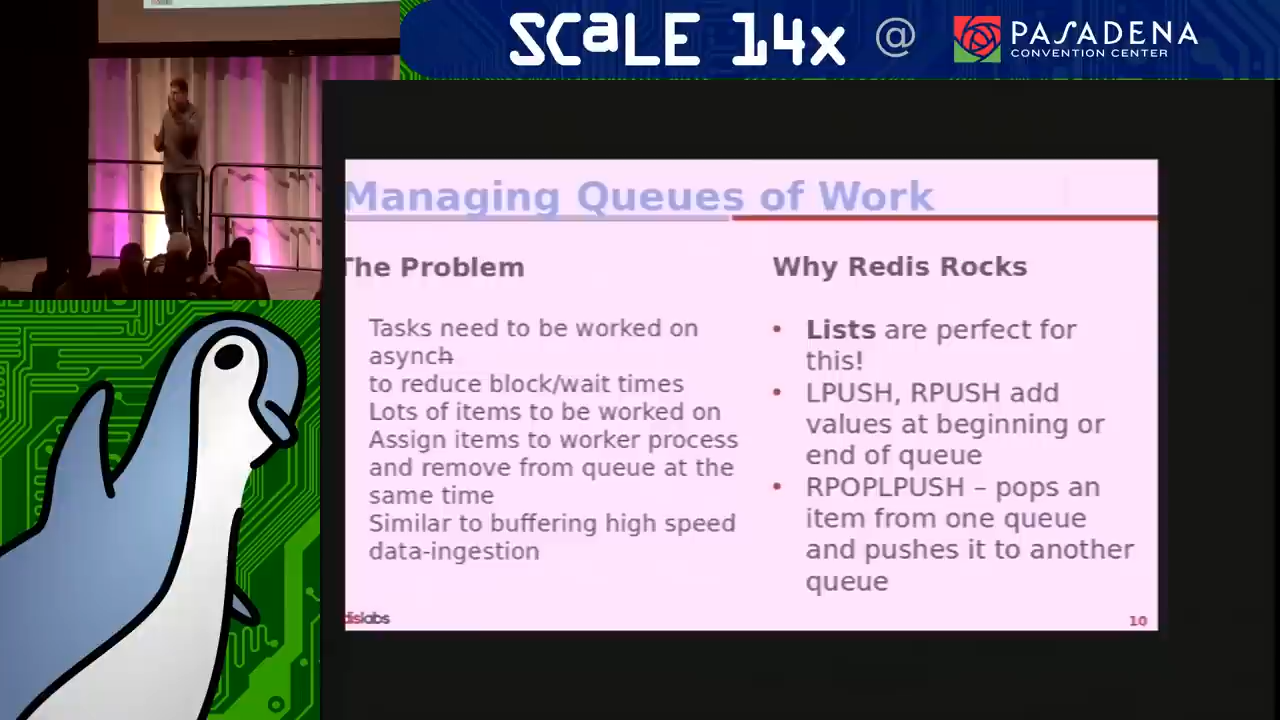 SCALE 14x @ PASADENA
CONVENTION CENTER
Managing Queues of Work
The Problem
Tasks need to be worked on
asynch
to reduce block/wait times
Lots of items to be worked on
Assign items to worker process
and remove from queue at the
same time
Similar to buffering high speed
data-ingestion
Why Redis Rocks
• Lists are perfect for
this!
• LPUSH, RPUSH add
values at beginning or
end of queue
• RPOPLPUSH – pops an
item from one queue
and pushes it to another
queue
dislabs
10